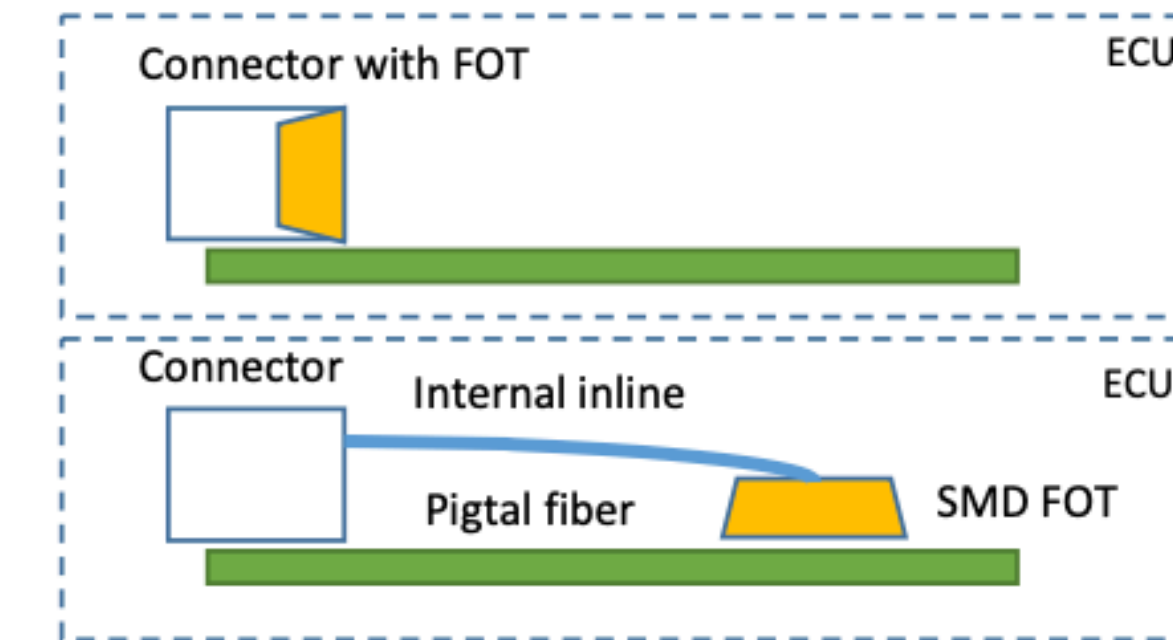 Connector with FOT
ECU
Connector
Internal inline
ECU
Pigtal fiber
SMD FOT